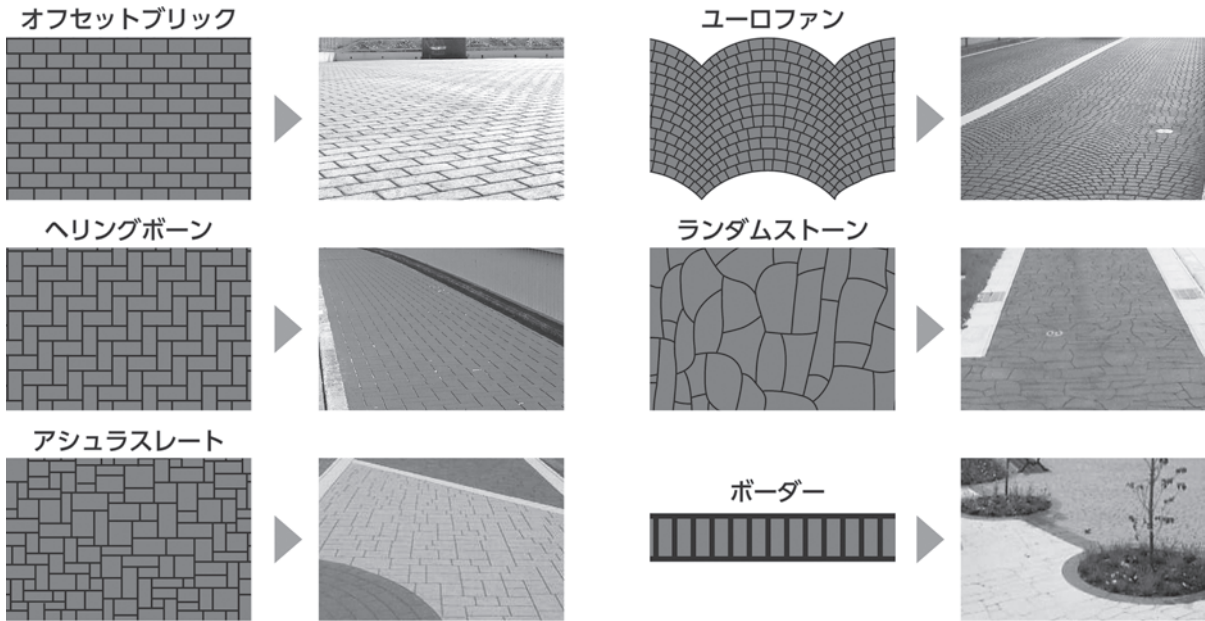 オフセットブリック
ユーロファン
ヘリングボーン
ランダムストーン
アシュラスレート
ボーダー